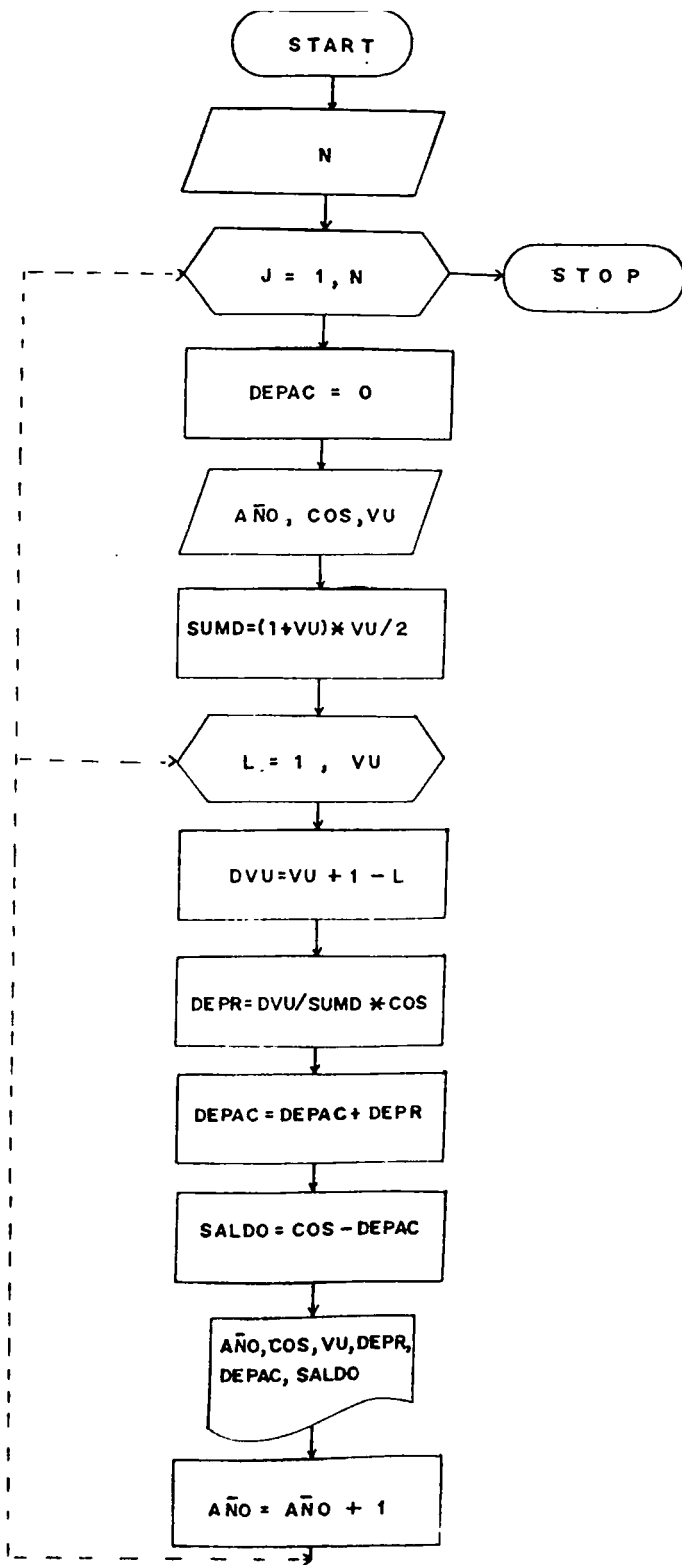 START
N
J = 1, N
STOP
DEPAC = 0
AÑO, COS, VU
SUMD=(1+VU)*VU/2
L = 1, VU
DVU=VU + 1 - L
DEPR=DVU/SUMD *COS
DEPAC=DEPAC+ DEPR
SALDO=COS-DEPAC
AÑO,COS,VU,DEPR,
DEPAC, SALDO
AÑO = AÑO + 1